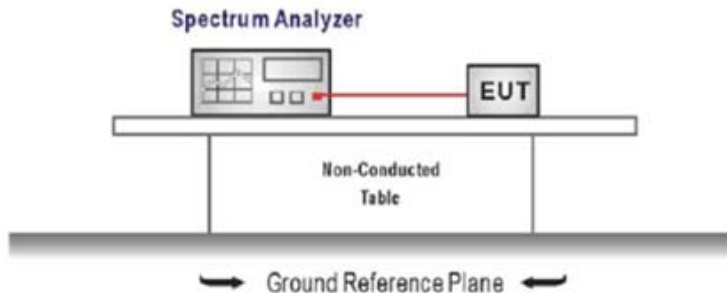 Spectrum Analyzer
EUT
Non-Conducted
Table
Ground Reference Plane